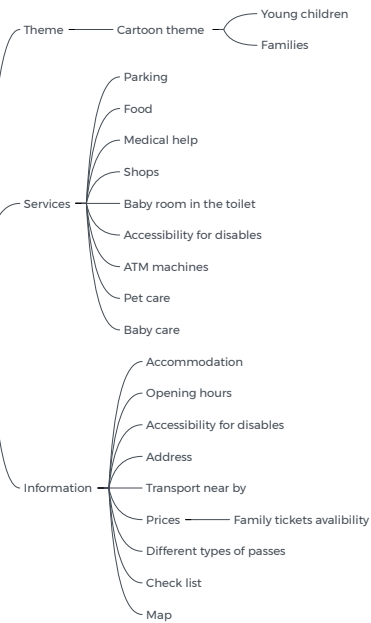 Theme
Cartoon theme
Young children
Families
Services
Parking
Food
Medical help
Shops
Baby room in the toilet
Accessibility for disables
ATM machines
Pet care
Baby care
Information
Accommodation
Opening hours
Accessibility for disables
Address
Transport near by
Prices
Family tickets avalibility
Different types of passes
Check list
Map